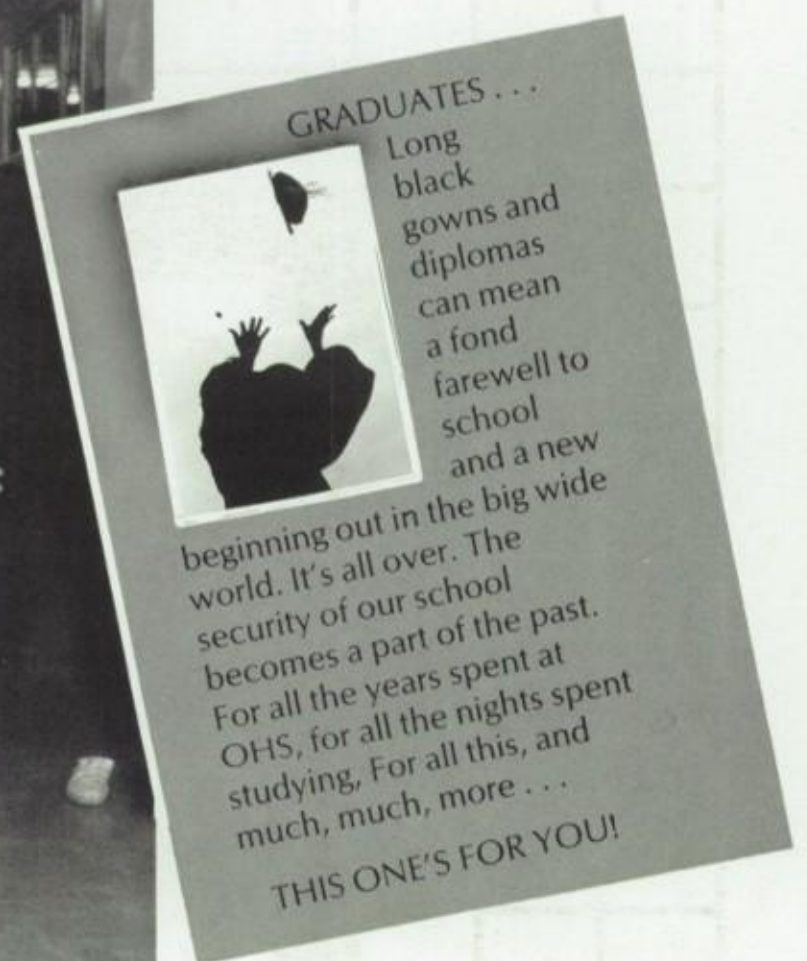 GRADUATES . . .
Long
black
gowns and
diplomas
can mean
a fond
farewell to
school
and a new
beginning out in the big wide
world. It's all over. The
security of our school
becomes a part of the past.
For all the years spent at
OHS, for all the nights spent
studying, For all this, and
much, much, more . . .
THIS ONE'S FOR YOU!